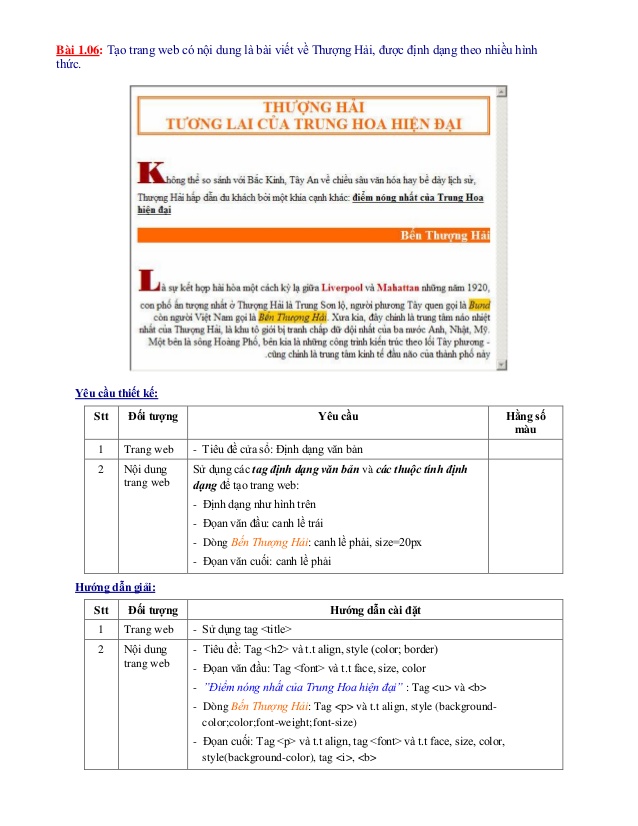 Bài 1.06: Tạo trang web có nội dung là bài viết về Thượng Hải, được định dạng theo nhiều hình
thức.
THƯỢNG HẢI
TƯƠNG LAI CỦA TRUNG HOA HIỆN ĐẠI
Không thể so sánh với Bắc Kinh, Tây An về chiều sâu văn hóa hay bề dày lịch sử,
Thượng Hải hấp dẫn du khách bởi một khía cạnh khác: điểm nóng nhất của Trung Hoa
hiện đại
Bến Thượng Hải
Là sự kết hợp hài hòa một cách kỳ lạ giữa Liverpool và Mahattan những năm 1920,
con phố ấn tượng nhất ở Thượng Hải là Trung Sơn lộ, người phương Tây quen gọi là Bund
còn người Việt Nam gọi là Bến Thượng Hải. Xưa kia, đây chính là trung tâm náo nhiệt
nhất của Thượng Hải, là khu tô giới bị tranh chấp dữ dội nhất của ba nước Anh, Nhật, Mỹ.
Một bên là sông Hoàng Phố, bên kia là những công trình kiến trúc theo lối Tây phương -
.cũng chính là trung tâm kinh tế đầu não của thành phố này
Yêu cầu thiết kế:
Stt Đối tượng Yêu cầu Hằng số
màu
1 Trang web - Tiêu đề cửa sổ: Định dạng văn bản
2 Nội dung Sử dụng các tag định dạng văn bản và các thuộc tính định
trang web dạng để tạo trang web:
- Định dạng như hình trên
- Đọan văn đầu: canh lề trái
- Dòng Bến Thượng Hải: canh lề phải, size=20px
- Đọan văn cuối: canh lề phải
Hướng dẫn giải:
Stt Đối tượng Hướng dẫn cài đặt
1 Trang web - Sử dụng tag <title>
2 Nội dung - Tiêu đề: Tag <h2> và t.t align, style (color; border)
trang web - Đọan văn đầu: Tag <font> và t.t face, size, color
- ”Điểm nóng nhất của Trung Hoa hiện đại” : Tag <u> và <b>
- Dòng Bến Thượng Hải: Tag <p> và t.t align, style (background-
color;color;font-weight;font-size)
- Đọan cuối: Tag <p> và t.t align, tag <font> và t.t face, size, color,
style(background-color), tag <i>, <b>